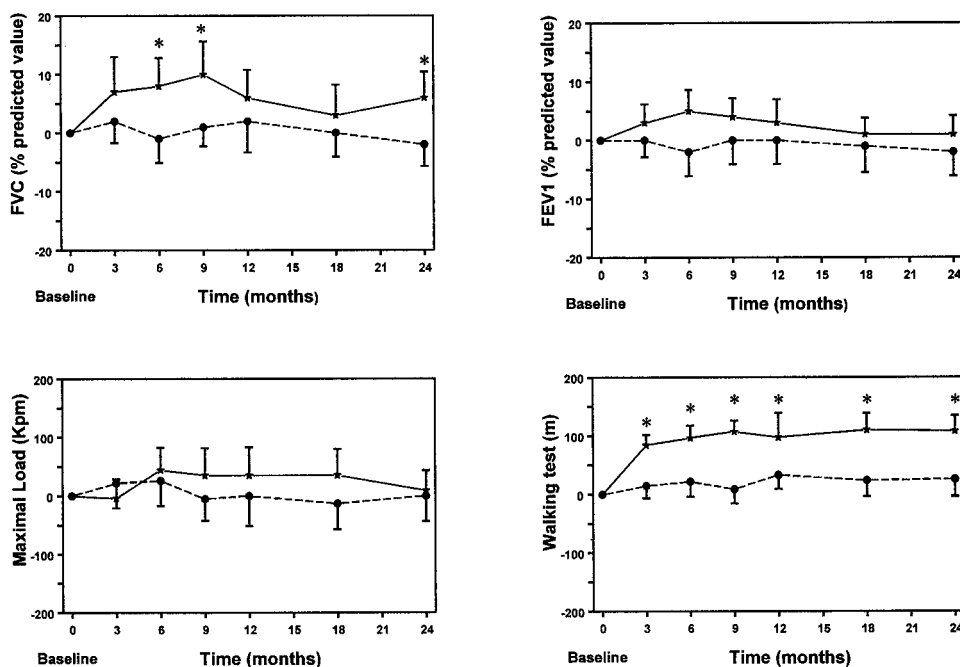 * * *
FVC (% predicted value)
20
10
0
-10
-20
0 3 6 9 12 15 18 21 24
Baseline Time (months)
FEV1 (% predicted value)
20
10
0
-10
-20
0 3 6 9 12 15 18 21 24
Baseline Time (months)
Maximal Load (Kpm)
200
100
0
-100
-200
0 3 6 9 12 15 18 21 24
Baseline Time (months)
* * * * * *
Walking test (m)
200
100
0
-100
-200
0 3 6 9 12 15 18 21 24
Baseline Time (months)